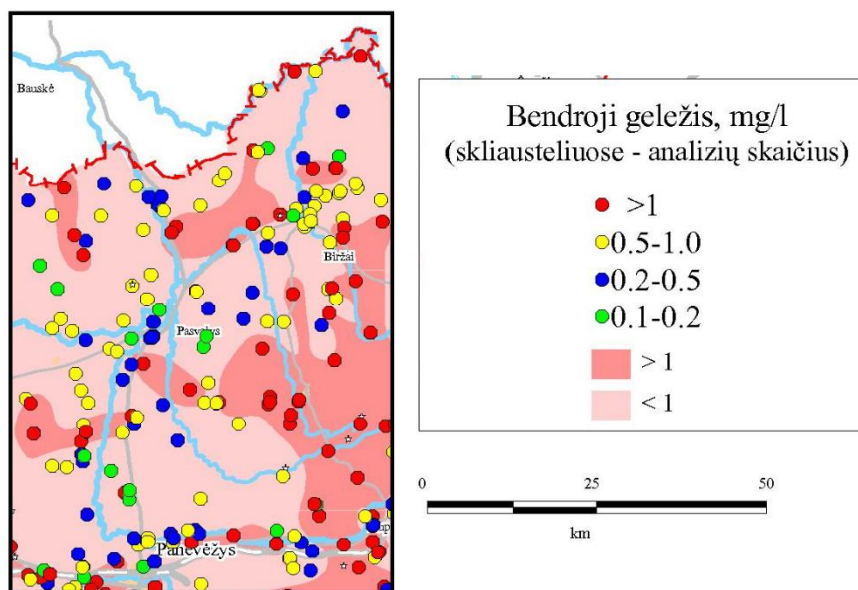 Bauskė
Biržai
Pasvalys
Panevėžys
Bendroji geležis, mg/l
(skliausteliuose - analizių skaičius)
>1
0.5-1.0
0.2-0.5
0.1-0.2
> 1
< 1
0 25 50
km